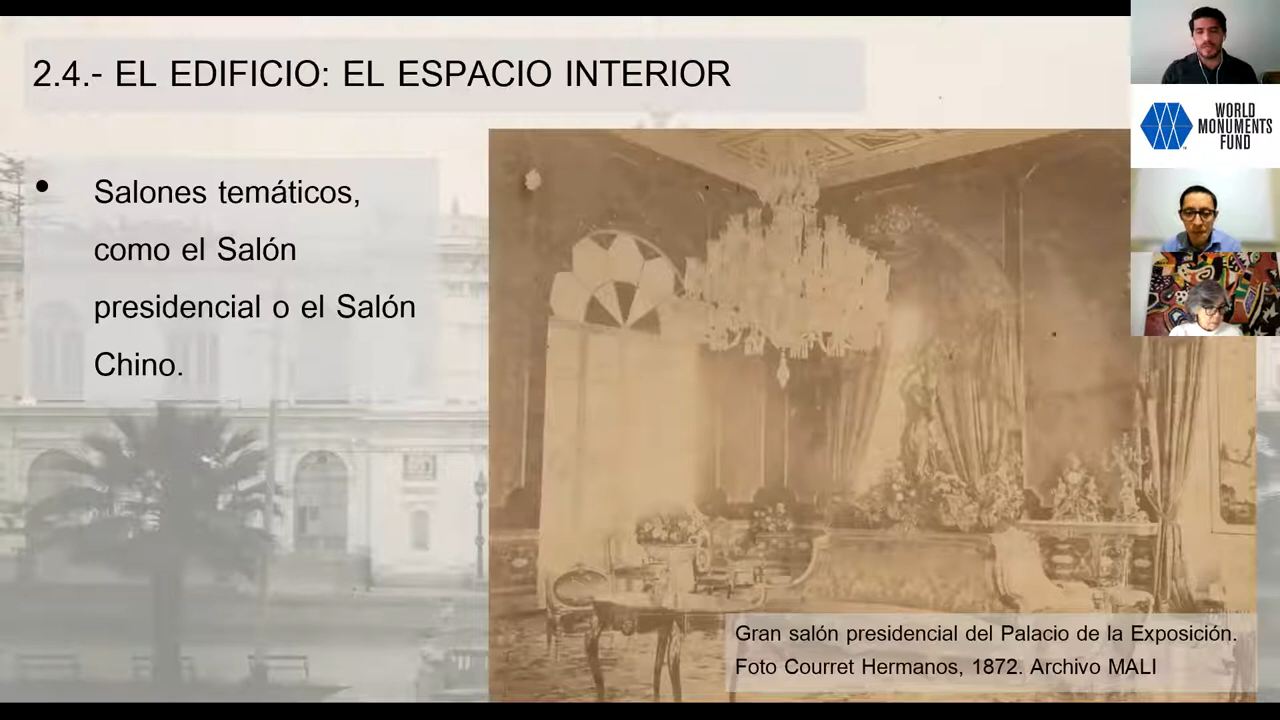 2.4.- EL EDIFICIO: EL ESPACIO INTERIOR
• Salones temáticos,
como el Salón
presidencial o el Salón
Chino.
Gran salón presidencial del Palacio de la Exposición.
Foto Courret Hermanos, 1872. Archivo MALI
WORLD
MONUMENTS
FUND